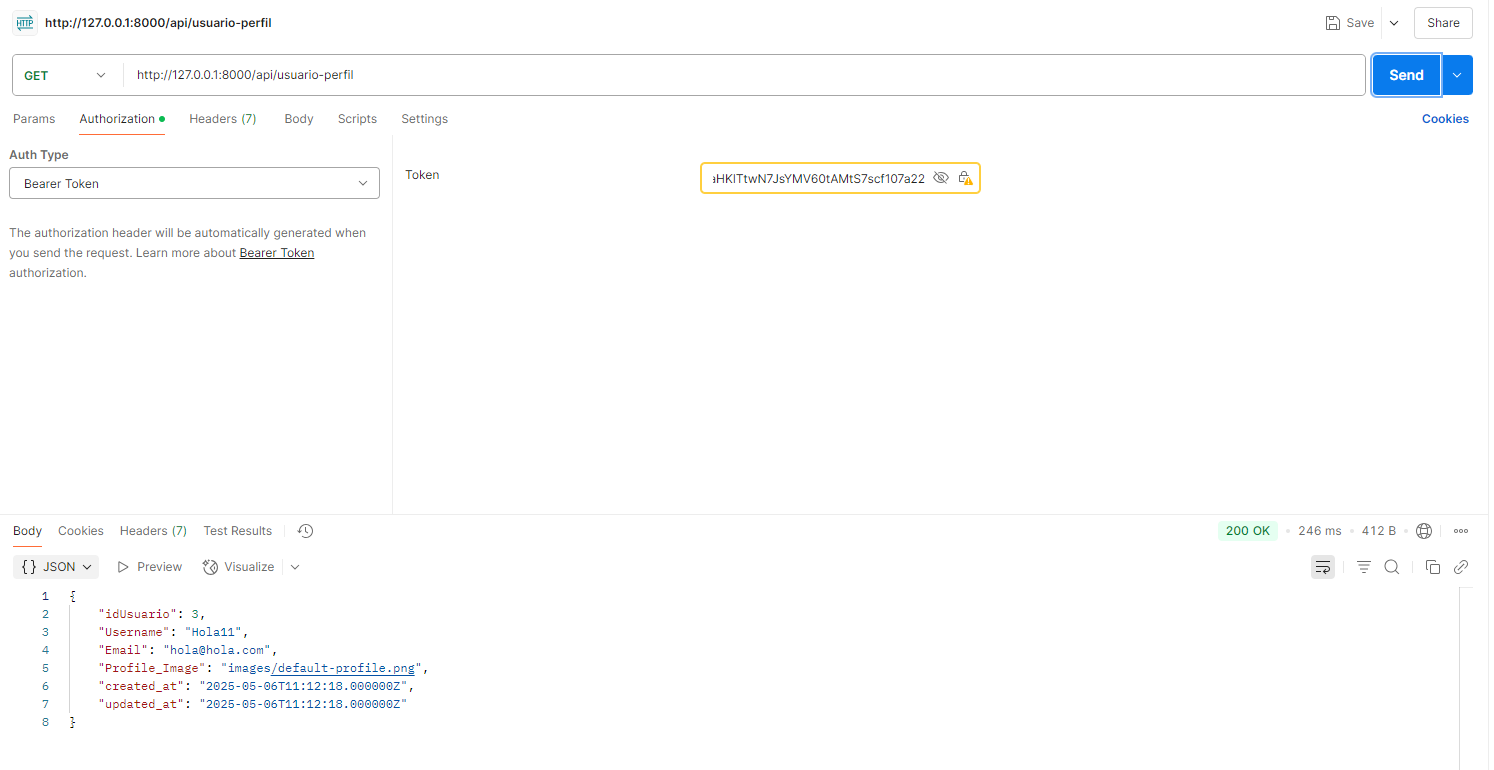 HTTP http://127.0.0.1:8000/api/usuario-perfil Save Share
GET http://127.0.0.1:8000/api/usuario-perfil Send
Params Authorization Headers (7) Body Scripts Settings Cookies
Auth Type
Bearer Token
Token
aHKITtwN7JsYMV60tAMtS7scf107a22
The authorization header will be automatically generated when
you send the request. Learn more about Bearer Token
authorization.
Body Cookies Headers (7) Test Results 200 OK 246 ms 412 B
{} JSON Preview Visualize
1 {
2 "idUsuario": 3,
3 "Username": "Hola11",
4 "Email": "hola@hola.com",
5 "Profile_Image": "images/default-profile.png",
6 "created_at": "2025-05-06T11:12:18.000000Z",
7 "updated_at": "2025-05-06T11:12:18.000000Z"
8 }